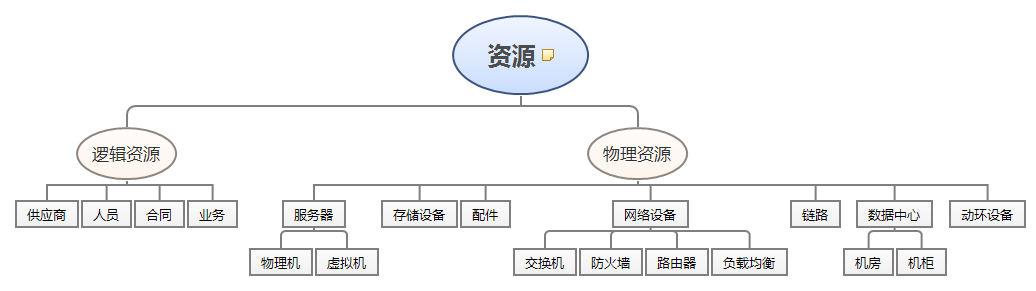 资源
逻辑资源
物理资源
供应商
人员
合同
业务
服务器
存储设备
配件
网络设备
链路
数据中心
动环设备
物理机
虚拟机
交换机
防火墙
路由器
负载均衡
机房
机柜